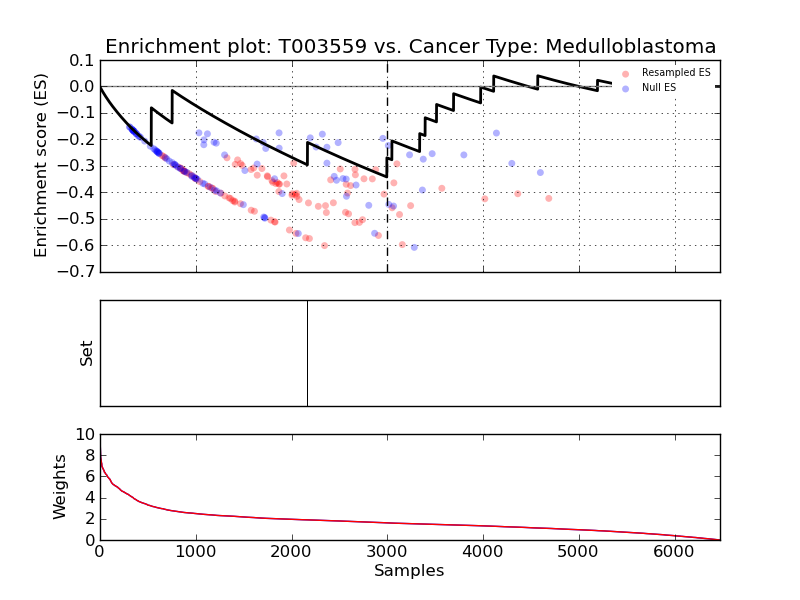 Enrichment plot: T003559 vs. Cancer Type: Medulloblastoma
Enrichment score (ES)
0.1
0.0
−0.1
−0.2
−0.3
−0.4
−0.5
−0.6
−0.7
Resampled ES
Null ES
Set
Weights
10
8
6
4
2
0
0 1000 2000 3000 4000 5000 6000
Samples